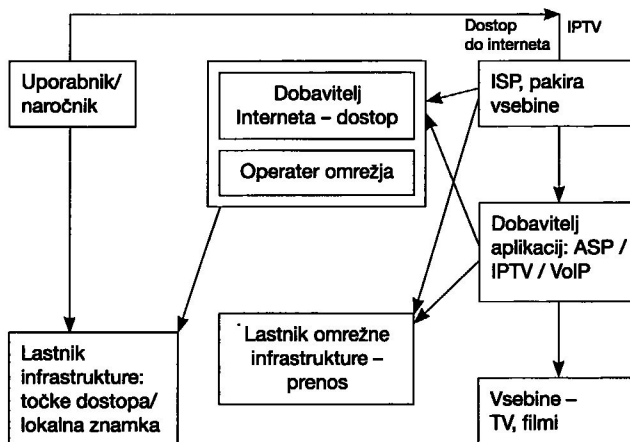 Dostop
do interneta
IPTV
Uporabnik/
naročnik
Dobavitelj
Interneta – dostop
Operater omrežja
ISP, pakira
vsebine
Dobavitelj
aplikacij: ASP /
IPTV / VoIP
Lastnik
infrastrukture:
točke dostopa/
lokalna znamka
Lastnik omrežne
infrastrukture –
prenos
Vsebine –
TV, filmi